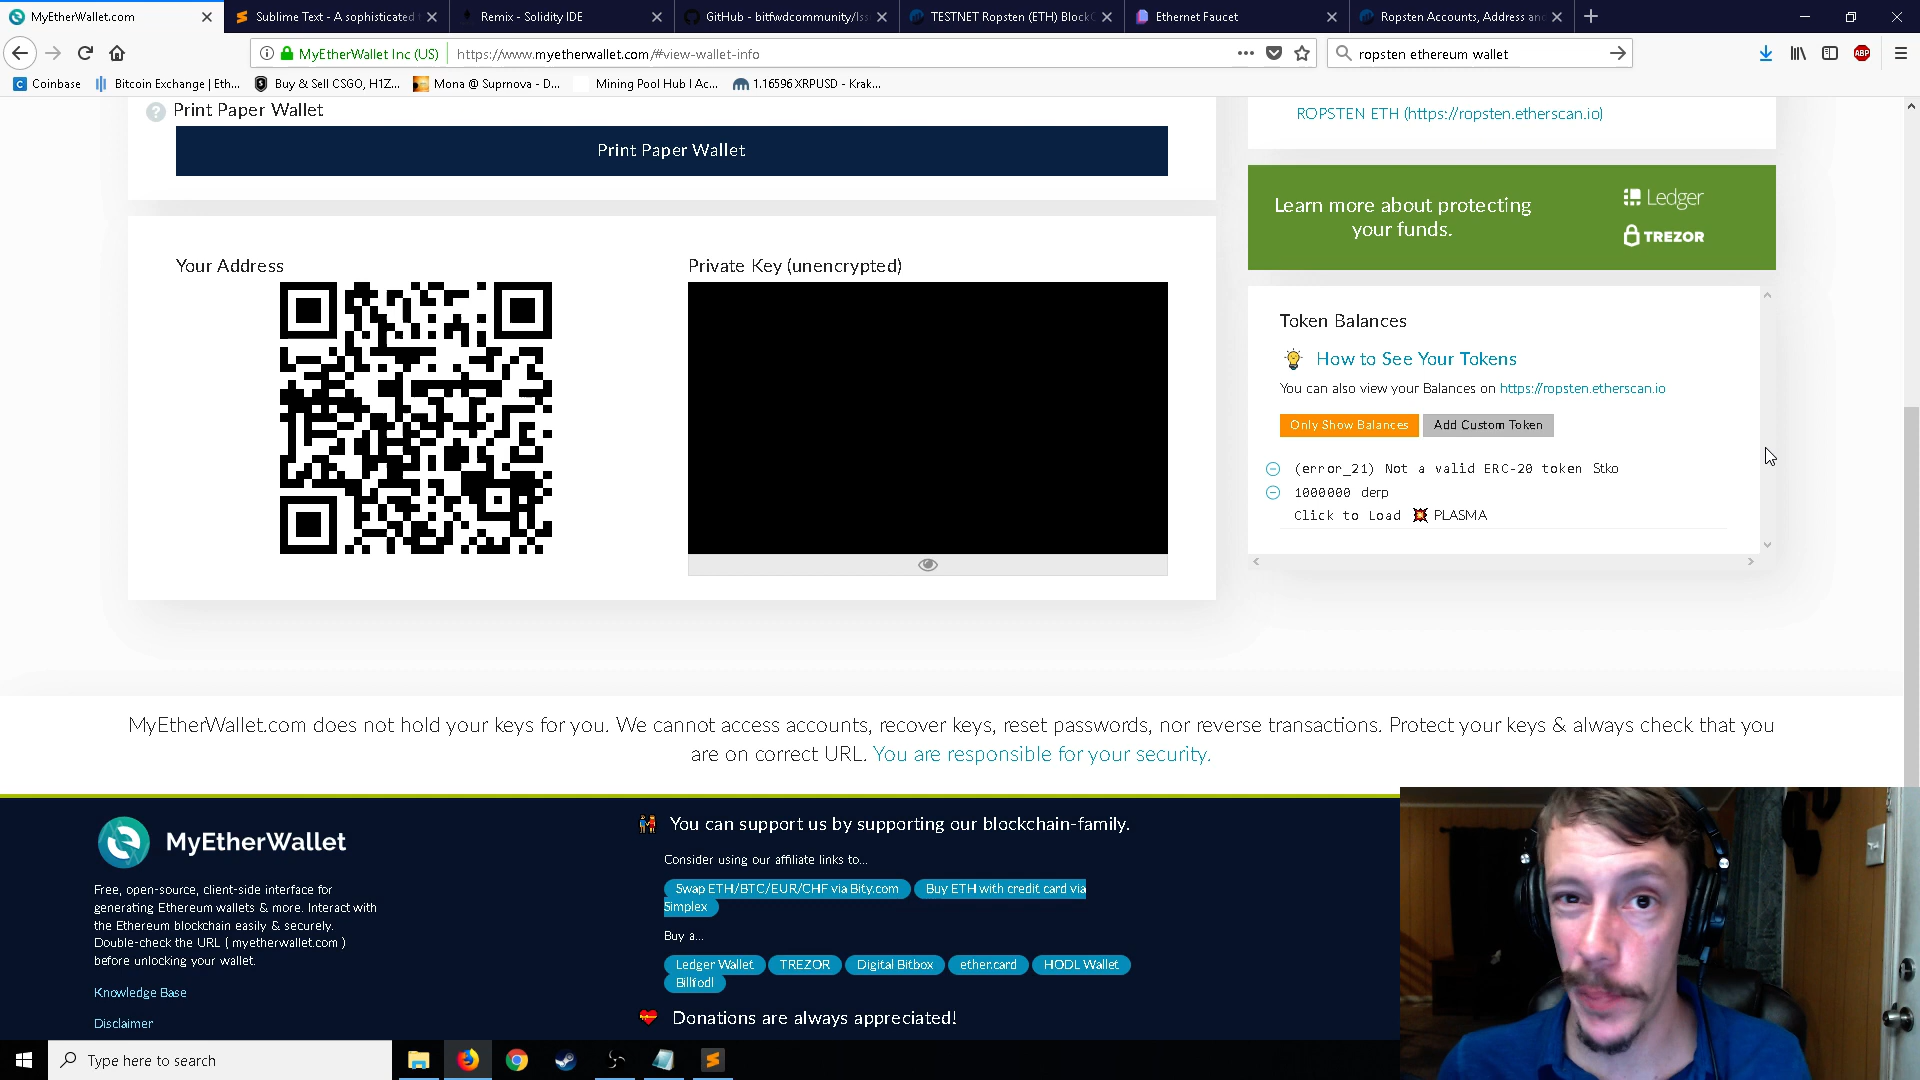 MyEtherWallet.com
Sublime Text - A sophisticated
Remix - Solidity IDE
GitHub - bitfwdcommunity/Iss
TESTNET Ropsten (ETH) BlockC
Ethernet Faucet
Ropsten Accounts, Address an
MyEtherWallet Inc (US)
https://www.myetherwallet.com/#view-wallet-info
ropsten ethereum wallet
ABP
Coinbase
Bitcoin Exchange | Eth...
Buy & Sell CSGO, H1Z...
Mona @ Suprnova - D...
Mining Pool Hub | Ac...
1.16596 XRPUSD - Krak...
Print Paper Wallet
Print Paper Wallet
ROPSTEN ETH (https://ropsten.etherscan.io)
Learn more about protecting
your funds.
Ledger
TREZOR
Your Address
Private Key (unencrypted)
Token Balances
How to See Your Tokens
You can also view your Balances on https://ropsten.etherscan.io
Only Show Balances
Add Custom Token
(error_21) Not a valid ERC-20 token Stko
1000000 derp
Click to Load PLASMA
MyEtherWallet.com does not hold your keys for you. We cannot access accounts, recover keys, reset passwords, nor reverse transactions. Protect your keys & always check that you
are on correct URL. You are responsible for your security.
MyEtherWallet
Free, open-source, client-side interface for
generating Ethereum wallets & more. Interact with
the Ethereum blockchain easily & securely.
Double-check the URL ( myetherwallet.com )
before unlocking your wallet.
Knowledge Base
Disclaimer
You can support us by supporting our blockchain-family.
Consider using our affiliate links to...
Swap ETH/BTC/EUR/CHF via Bity.com
Buy ETH with credit card via
Simplex
Buy a...
Ledger Wallet
TREZOR
Digital Bitbox
ether.card
HODL Wallet
Billfodl
Donations are always appreciated!
Type here to search